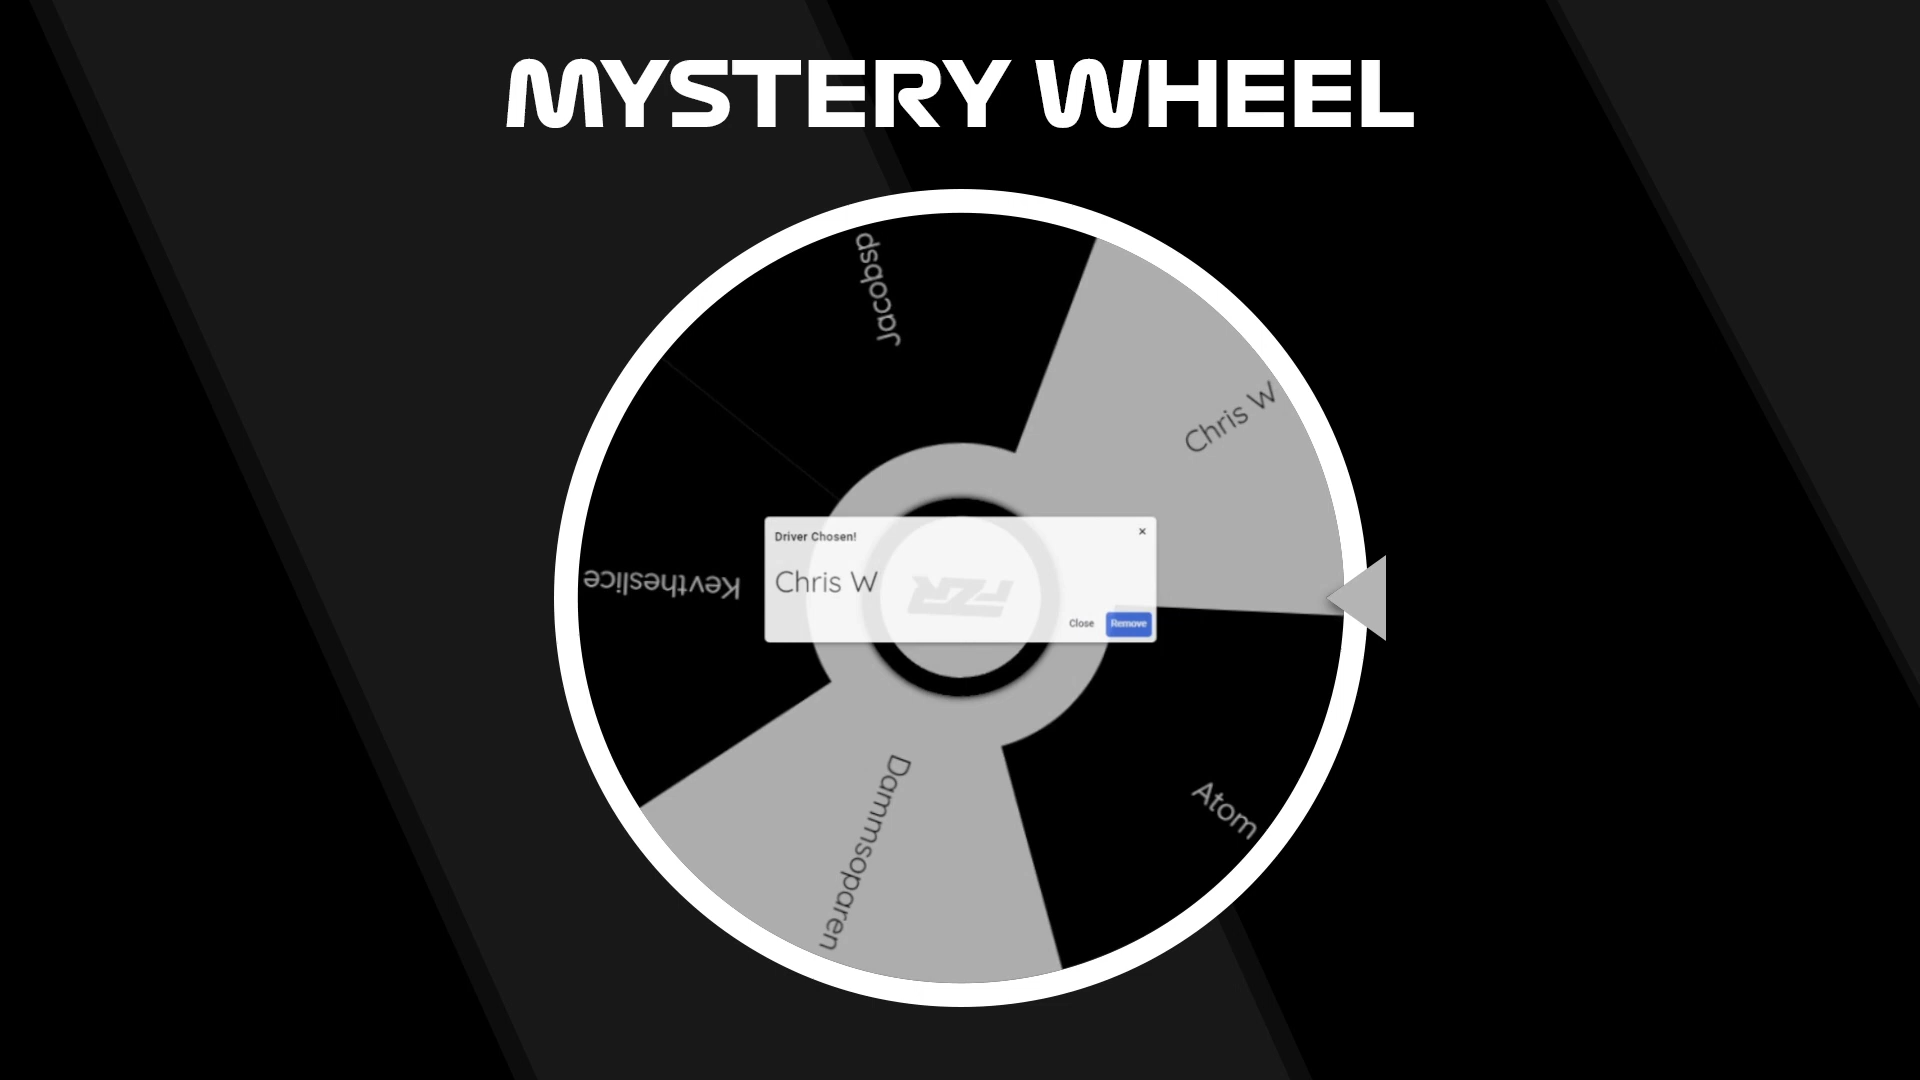 MYSTERY WHEEL
Jacobsp
Chris W
Driver Chosen!
×
Chris W
FZR
Close
Remove
Kevtheslice
Atom
Dammsoparen